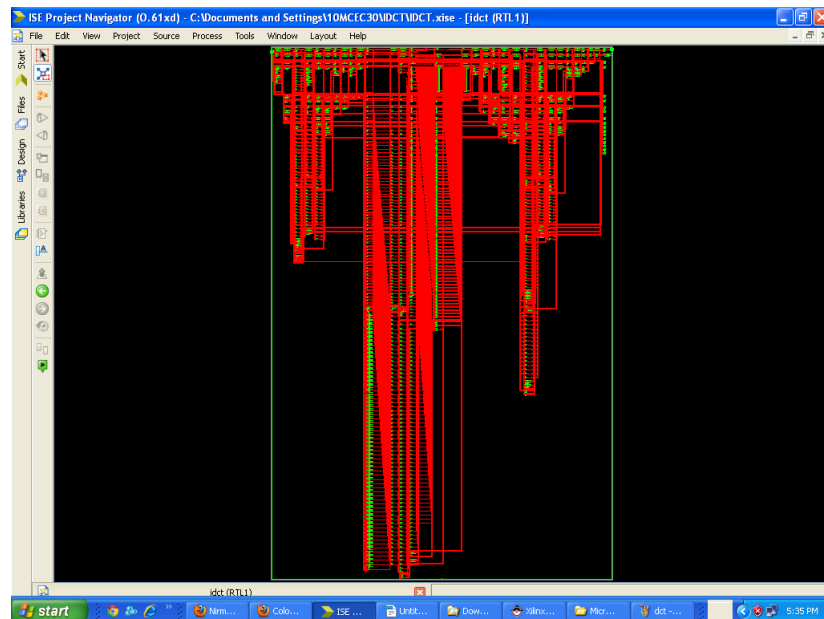 ISE Project Navigator (O.61xd) - C:\Documents and Settings\10MCEC30\IDCT\IDCT.xise - [idct (RTL1)]
File Edit View Project Source Process Tools Window Layout Help
Start
Files
Design
Libraries
idct (RTL1)
start
Nirm...
Colo...
ISE ...
Untit...
Dow...
Xilinx...
Micr...
dct -...
5:35 PM